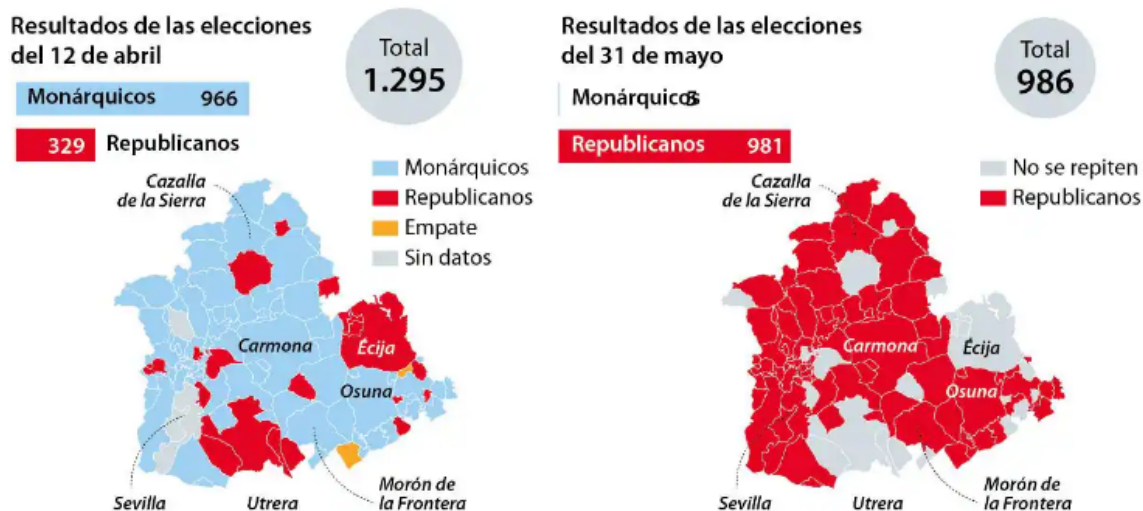 Resultados de las elecciones
del 12 de abril
Total
1.295
Monárquicos 966
329 Republicanos
Monárquicos
Republicanos
Empate
Sin datos
Cazalla
de la Sierra
Carmona
Écija
Osuna
Sevilla
Utrera
Morón de
la Frontera
Resultados de las elecciones
del 31 de mayo
Total
986
Monárquicos 5
Republicanos 981
No se repiten
Republicanos
Cazalla
de la Sierra
Carmona
Écija
Osuna
Sevilla
Utrera
Morón de
la Frontera